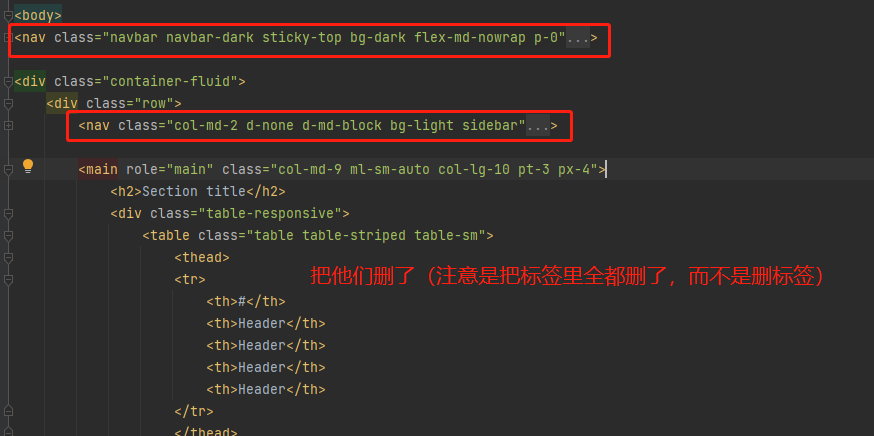 <body>
<nav class="navbar navbar-dark sticky-top bg-dark flex-md-nowrap p-0"...>
<div class="container-fluid">
<div class="row">
<nav class="col-md-2 d-none d-md-block bg-light sidebar"...>
<main role="main" class="col-md-9 ml-sm-auto col-lg-10 pt-3 px-4">
<h2>Section title</h2>
<div class="table-responsive">
<table class="table table-striped table-sm">
<thead>
把他们删了（注意是把标签里全都删了，而不是删标签）
<tr>
<th>#</th>
<th>Header</th>
<th>Header</th>
<th>Header</th>
<th>Header</th>
</tr>
</thead>